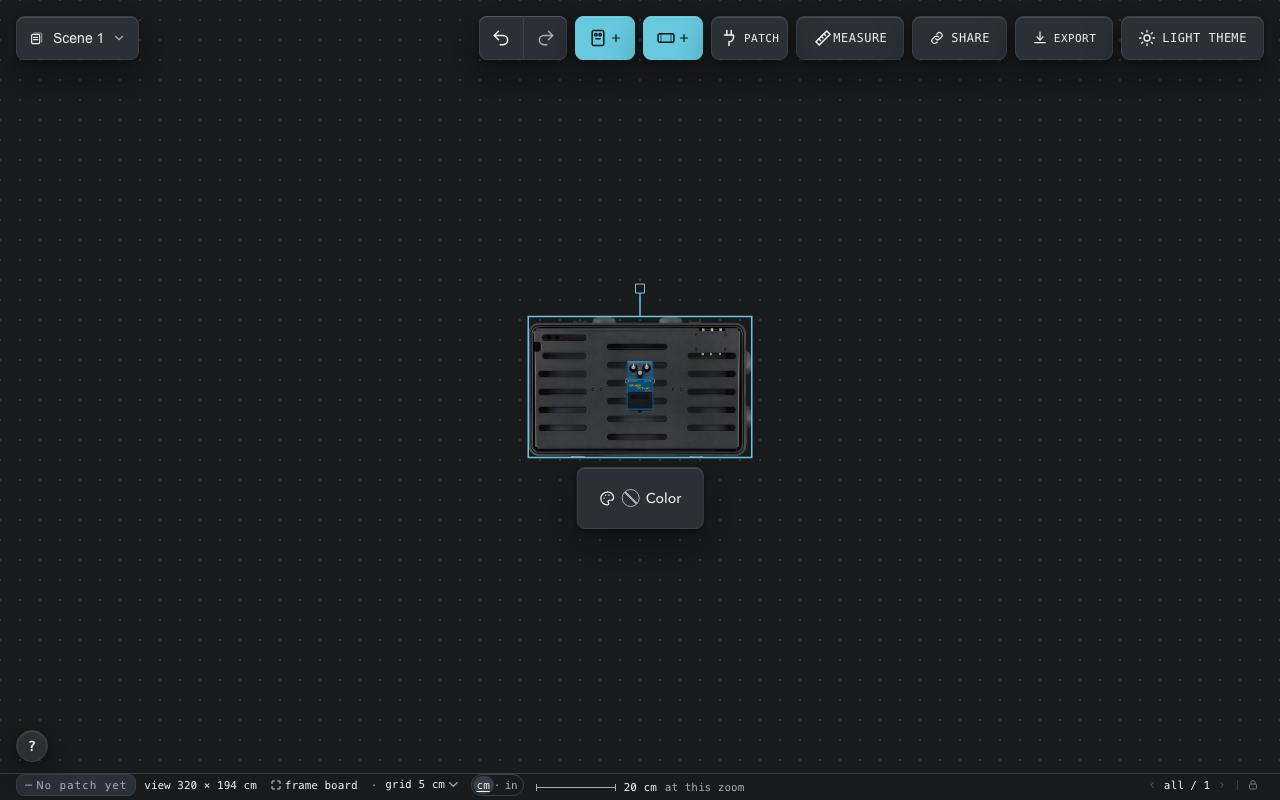 Scene 1
+
+
PATCH
MEASURE
SHARE
EXPORT
LIGHT THEME
Color
?
No patch yet
view 320 × 194 cm
frame board
· grid 5 cm
cm · in
20 cm at this zoom
all / 1